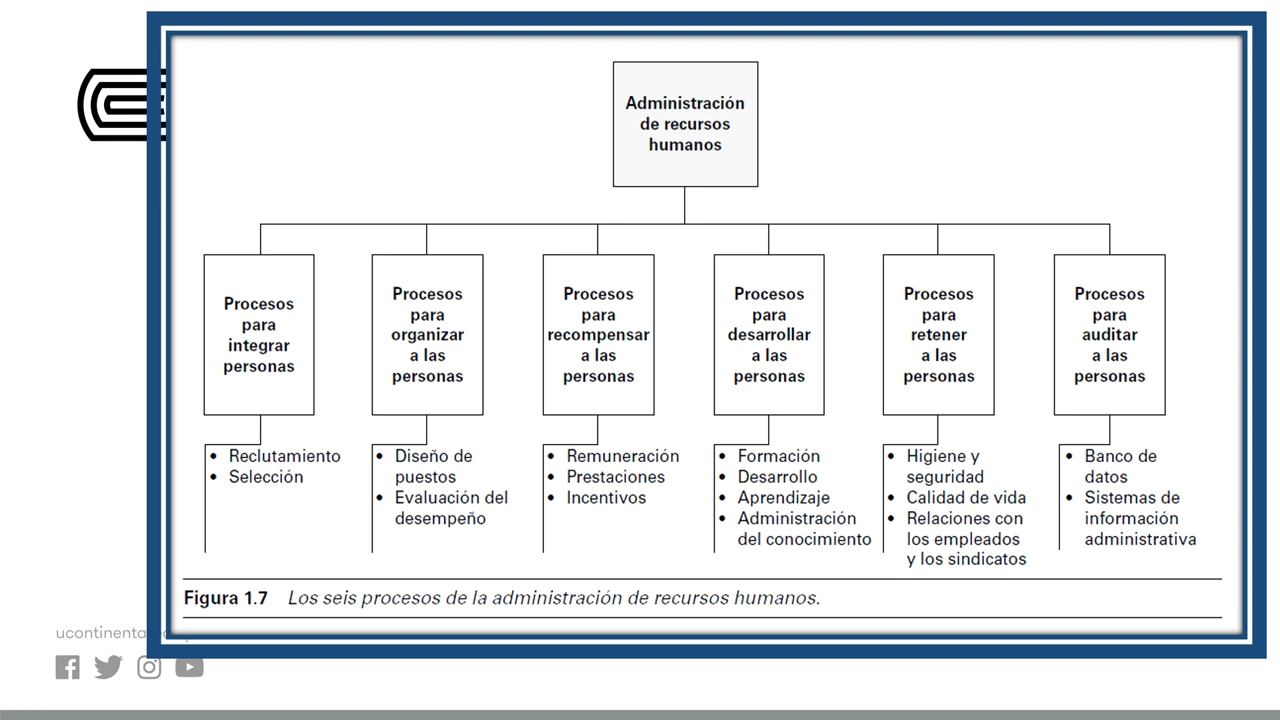 Administración
de recursos
humanos
Procesos
para
integrar
personas
Procesos
para
organizar
a las
personas
Procesos
para
recompensar
a las
personas
Procesos
para
desarrollar
a las
personas
Procesos
para
retener
a las
personas
Procesos
para
auditar
a las
personas
• Reclutamiento
• Selección
• Diseño de
puestos
• Evaluación del
desempeño
• Remuneración
• Prestaciones
• Incentivos
• Formación
• Desarrollo
• Aprendizaje
• Administración
del conocimiento
• Higiene y
seguridad
• Calidad de vida
• Relaciones con
los empleados
y los sindicatos
• Banco de
datos
• Sistemas de
información
administrativa
Figura 1.7 Los seis procesos de la administración de recursos humanos.